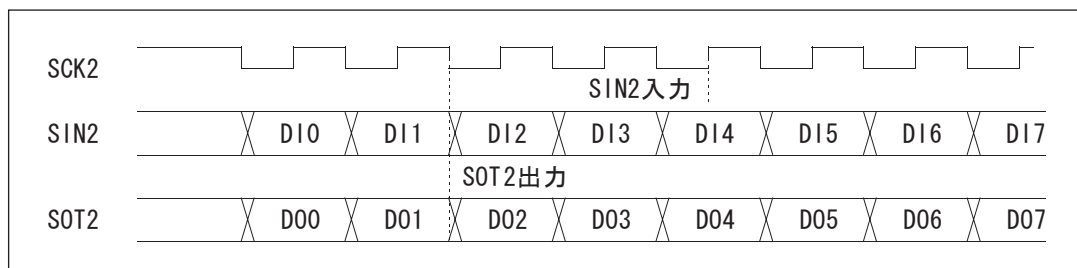 SCK2
SIN2入力
SIN2 DI0 DI1 DI2 DI3 DI4 DI5 DI6 DI7
SOT2出力
SOT2 DO0 DO1 DO2 DO3 DO4 DO5 DO6 DO7